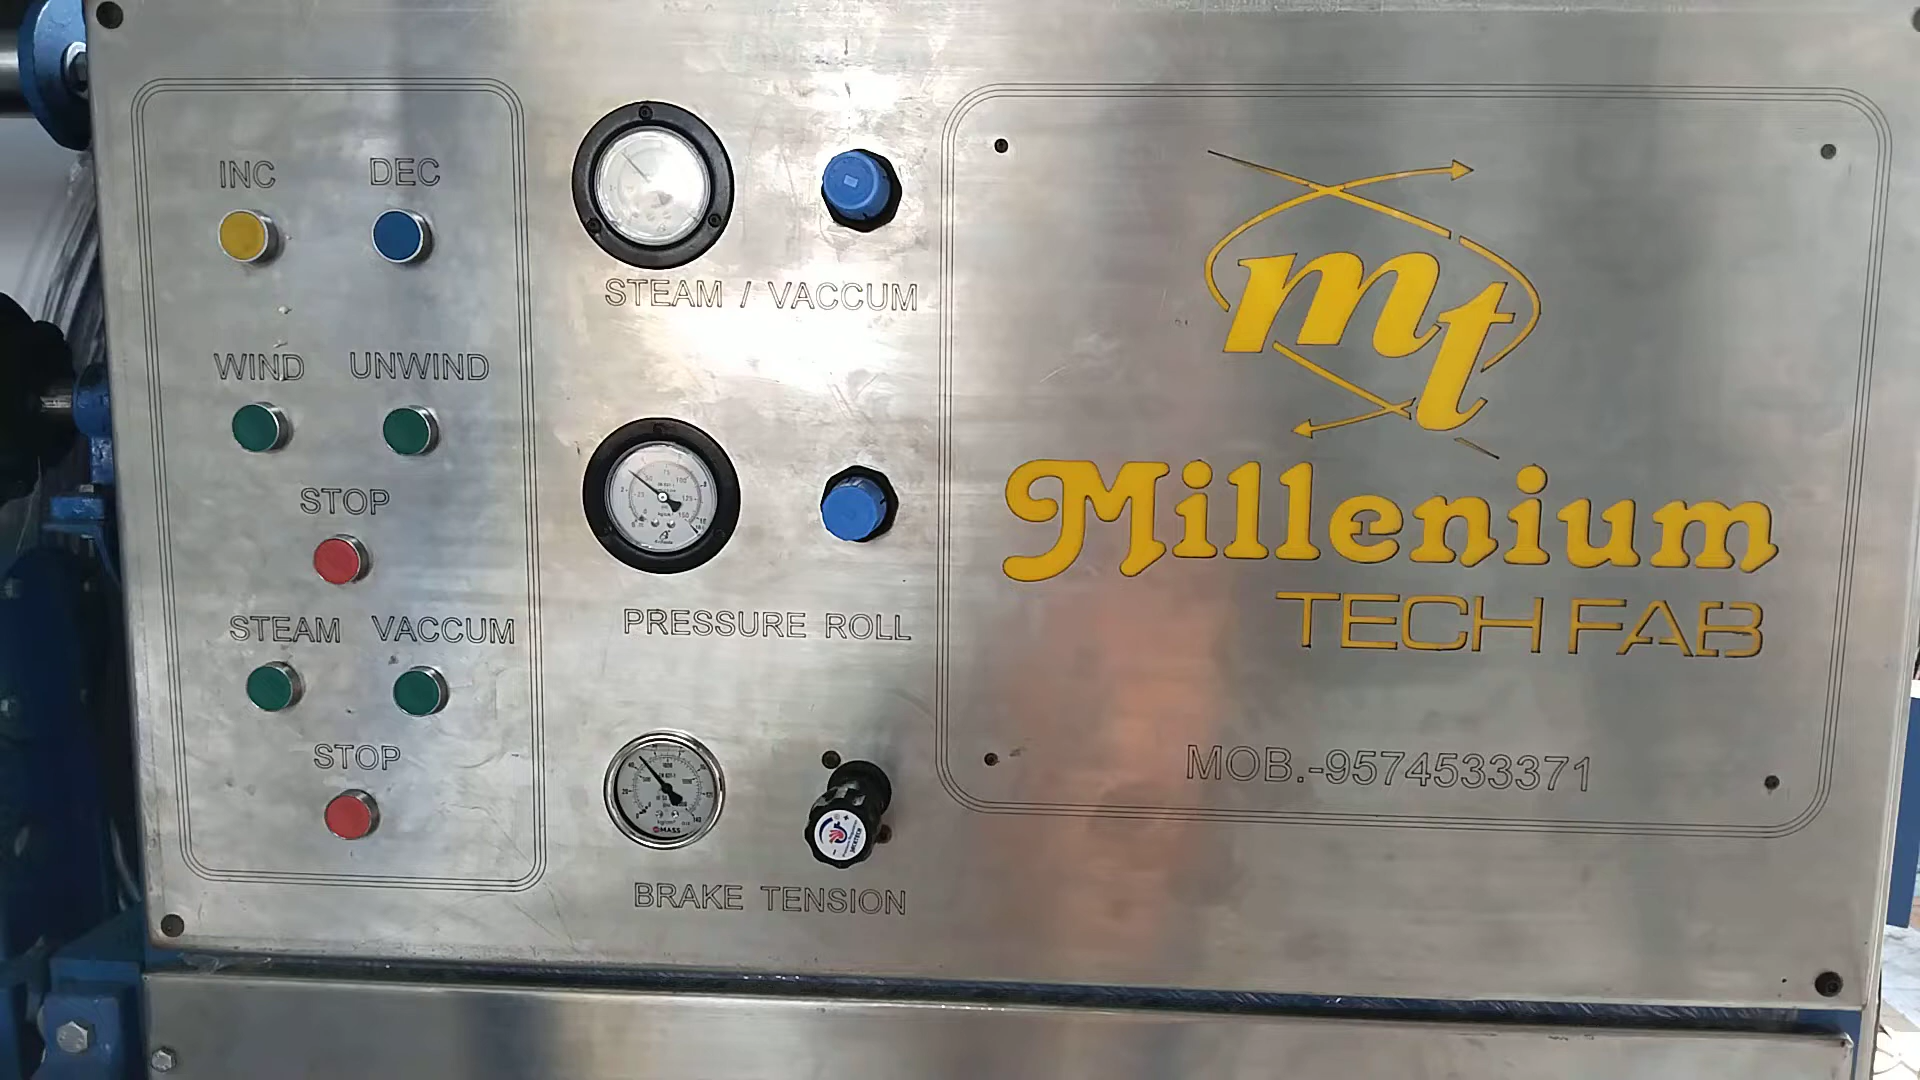 INC DEC
WIND UNWIND
STOP
STEAM VACCUM
STOP
STEAM / VACCUM
PRESSURE ROLL
MASS
BRAKE TENSION
mt
Millenium
TECH FAB
MOB.-9574533371